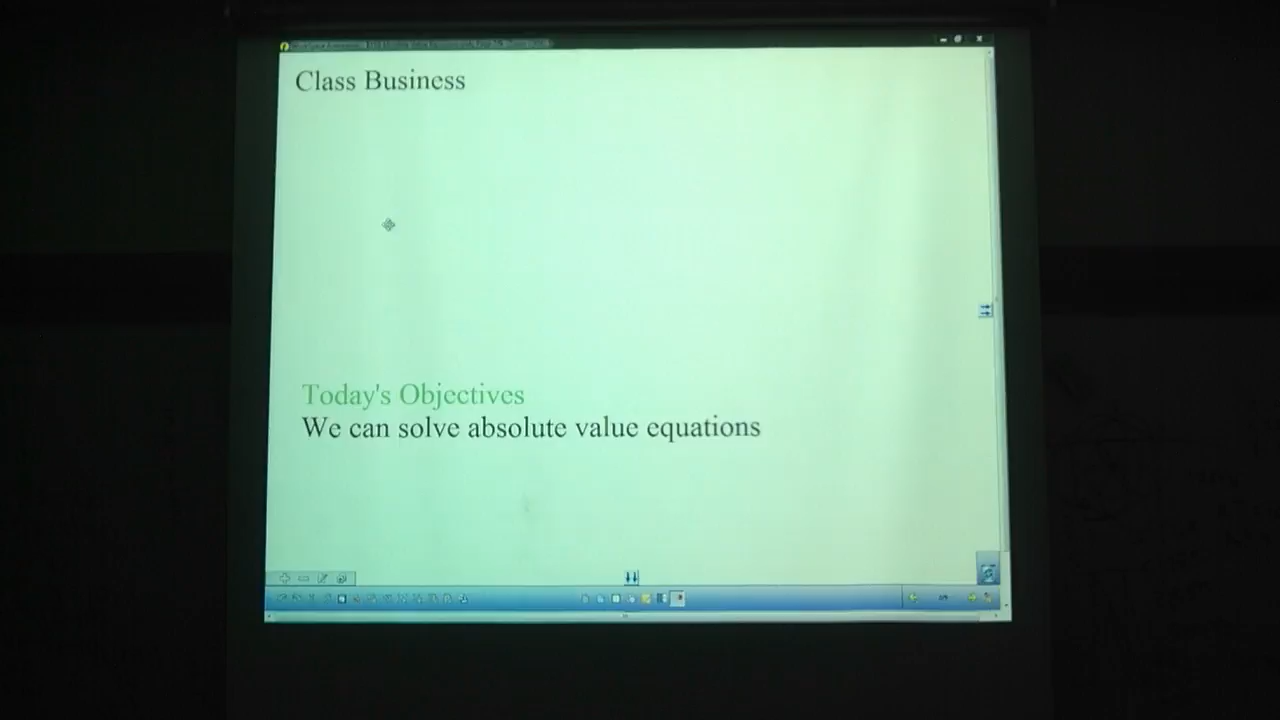 Class Business
Today's Objectives
We can solve absolute value equations